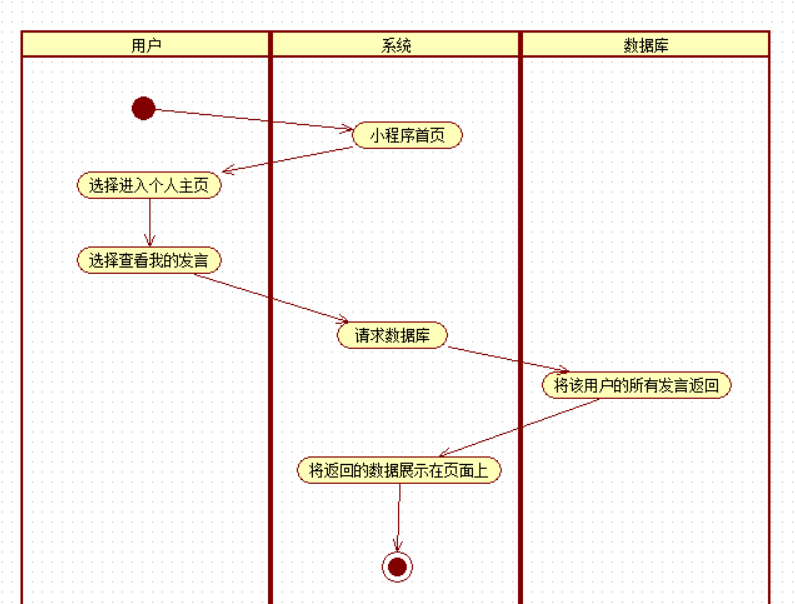 用户
系统
数据库
小程序首页
选择进入个人主页
选择查看我的发言
请求数据库
将该用户的所有发言返回
将返回的数据展示在页面上